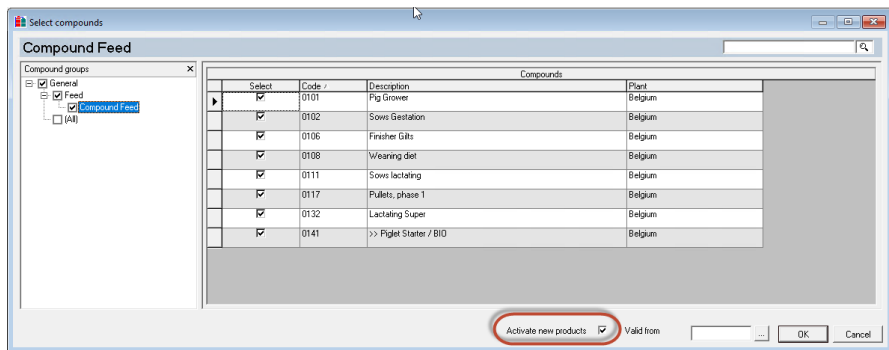 Select compounds
Compound Feed
Compound groups
General
Feed
Compound Feed
(All)
Compounds
Select Code Description Plant
0101 Pig Grower Belgium
0102 Sows Gestation Belgium
0106 Finisher Gilts Belgium
0108 Weaning diet Belgium
0111 Sows lactating Belgium
0117 Pullets, phase 1 Belgium
0132 Lactating Super Belgium
0141 >> Piglet Starter / BIO Belgium
Activate new products Valid from ... OK Cancel